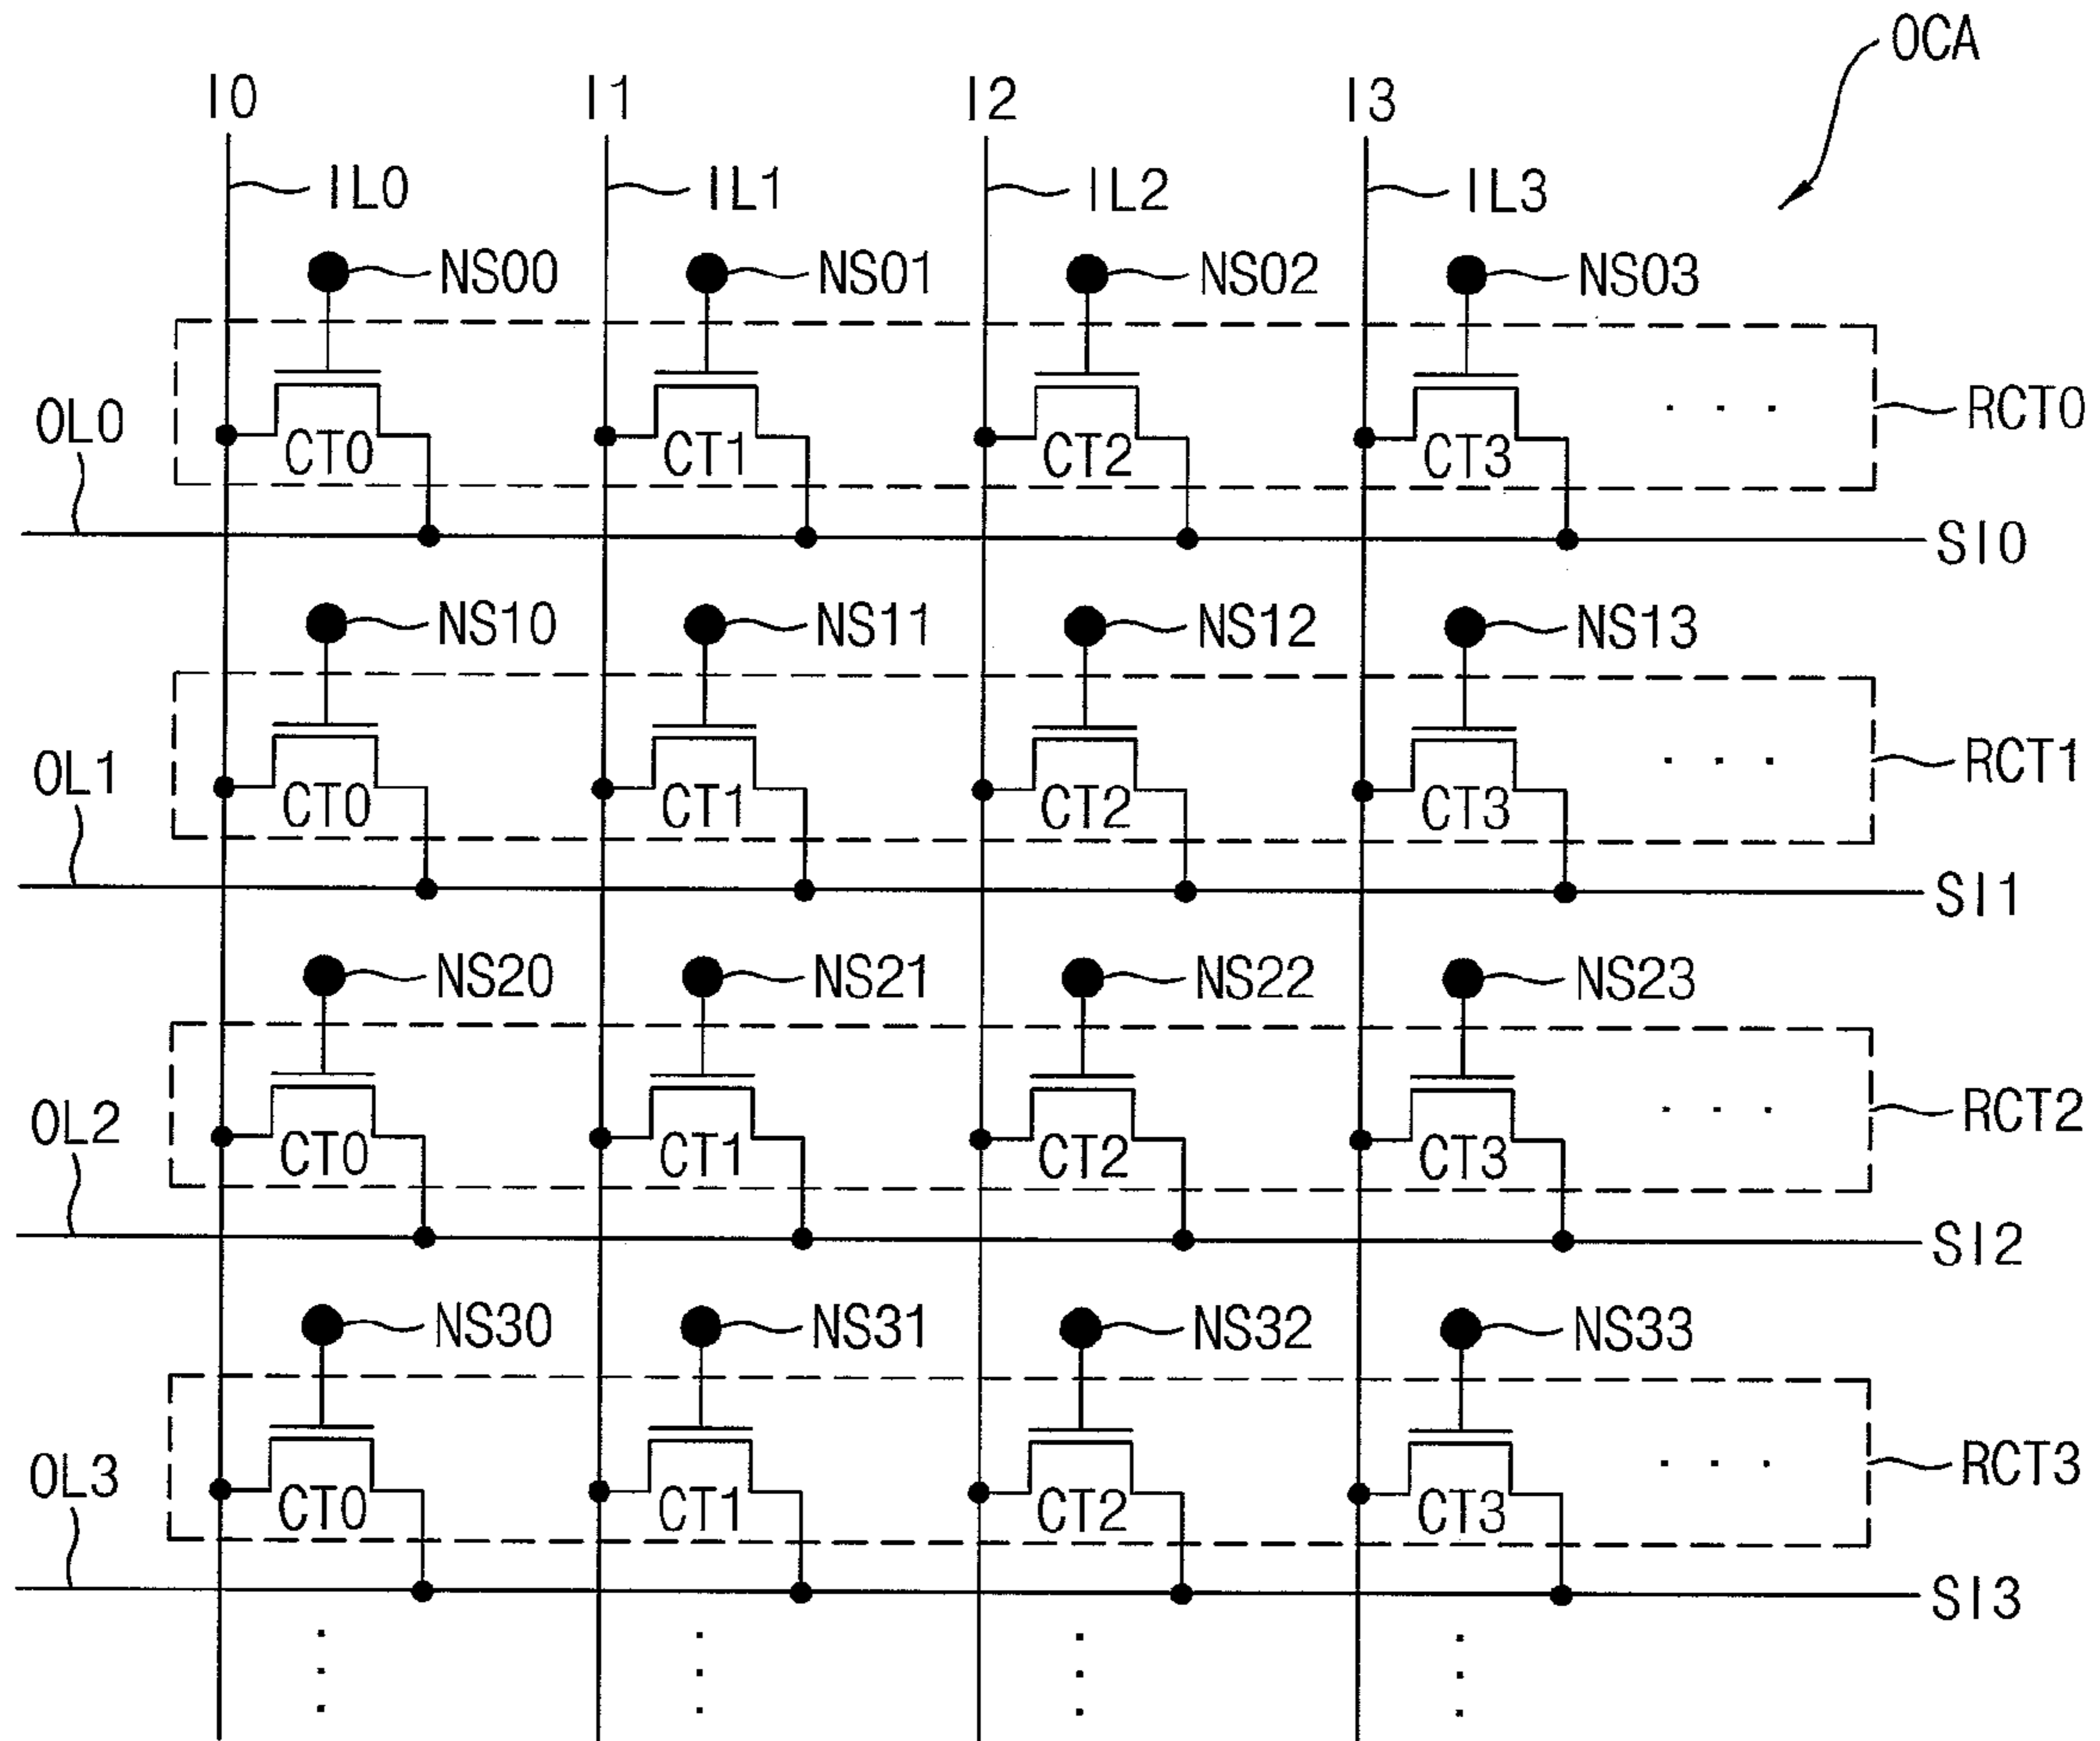 OCA
I0 I1 I2 I3
IL0 IL1 IL2 IL3
NS00 NS01 NS02 NS03
OL0 CT0 CT1 CT2 CT3 . . . RCT0
SI0
NS10 NS11 NS12 NS13
OL1 CT0 CT1 CT2 CT3 . . . RCT1
SI1
NS20 NS21 NS22 NS23
OL2 CT0 CT1 CT2 CT3 . . . RCT2
SI2
NS30 NS31 NS32 NS33
OL3 CT0 CT1 CT2 CT3 . . . RCT3
SI3